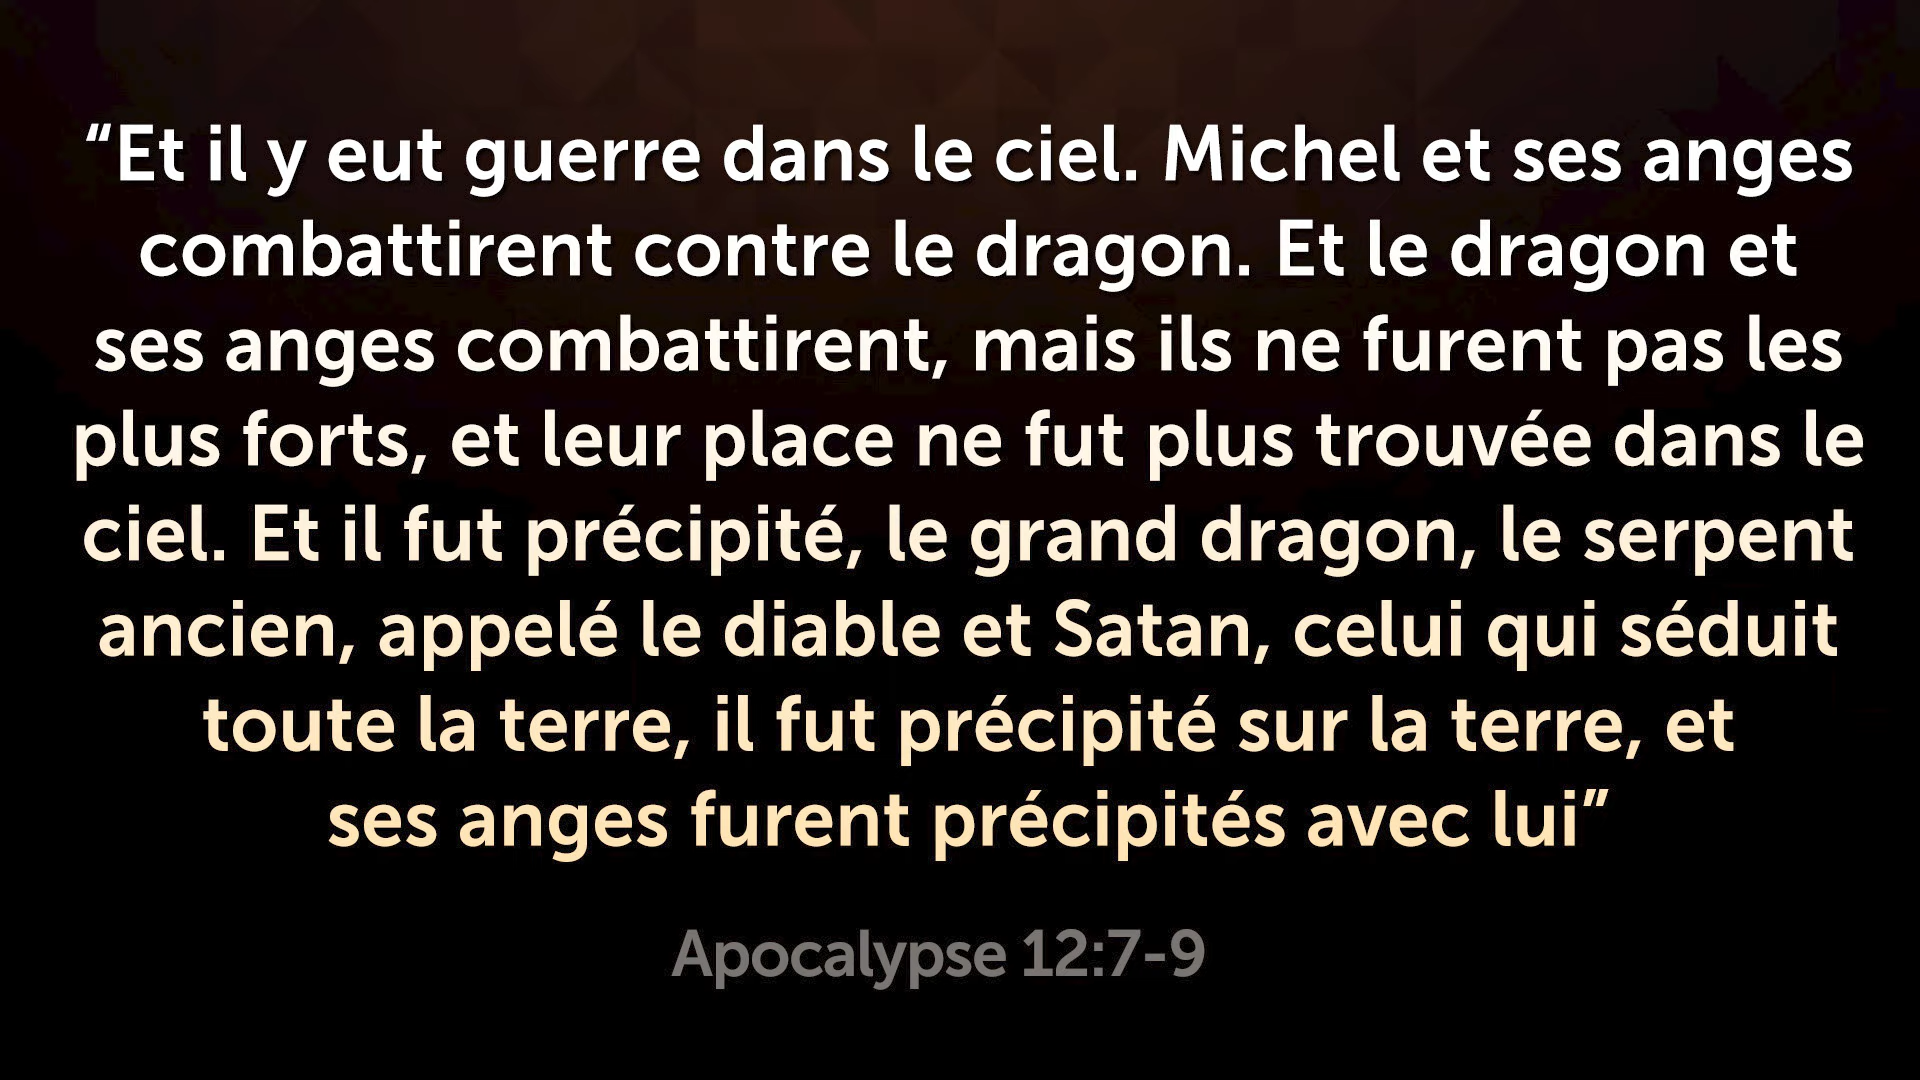 “Et il y eut guerre dans le ciel. Michel et ses anges
combattirent contre le dragon. Et le dragon et
ses anges combattirent, mais ils ne furent pas les
plus forts, et leur place ne fut plus trouvée dans le
ciel. Et il fut précipité, le grand dragon, le serpent
ancien, appelé le diable et Satan, celui qui séduit
toute la terre, il fut précipité sur la terre, et
ses anges furent précipités avec lui”
Apocalypse 12:7-9